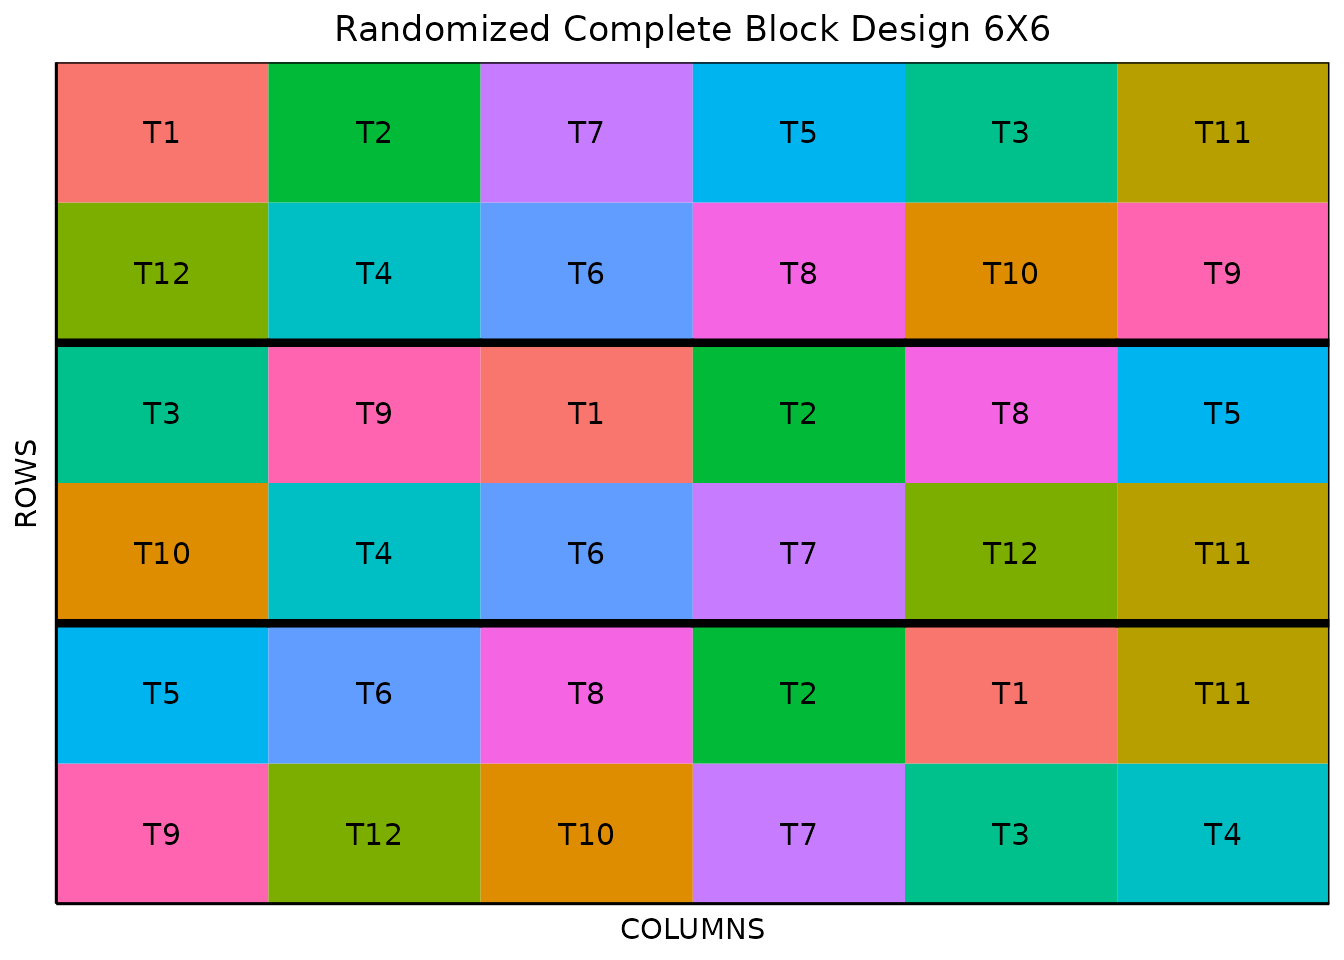 Randomized Complete Block Design 6X6
T1 T2 T7 T5 T3 T11
T12 T4 T6 T8 T10 T9
T3 T9 T1 T2 T8 T5
ROWS
T10 T4 T6 T7 T12 T11
T5 T6 T8 T2 T1 T11
T9 T12 T10 T7 T3 T4
COLUMNS